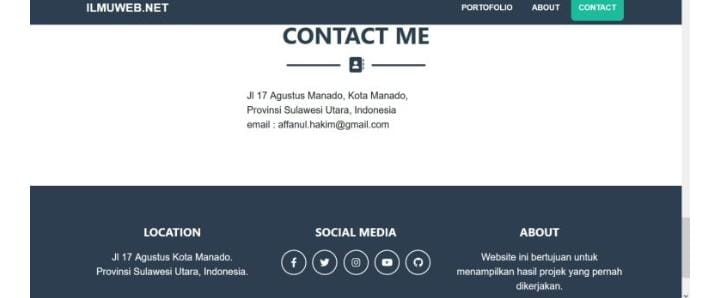 ILMUWEB.NET
PORTOFOLIO ABOUT CONTACT
CONTACT ME
Jl 17 Agustus Manado, Kota Manado,
Provinsi Sulawesi Utara, Indonesia
email : affanul.hakim@gmail.com
LOCATION
Jl 17 Agustus Kota Manado.
Provinsi Sulawesi Utara, Indonesia.
SOCIAL MEDIA
ABOUT
Website ini bertujuan untuk
menampilkan hasil projek yang pernah
dikerjakan.